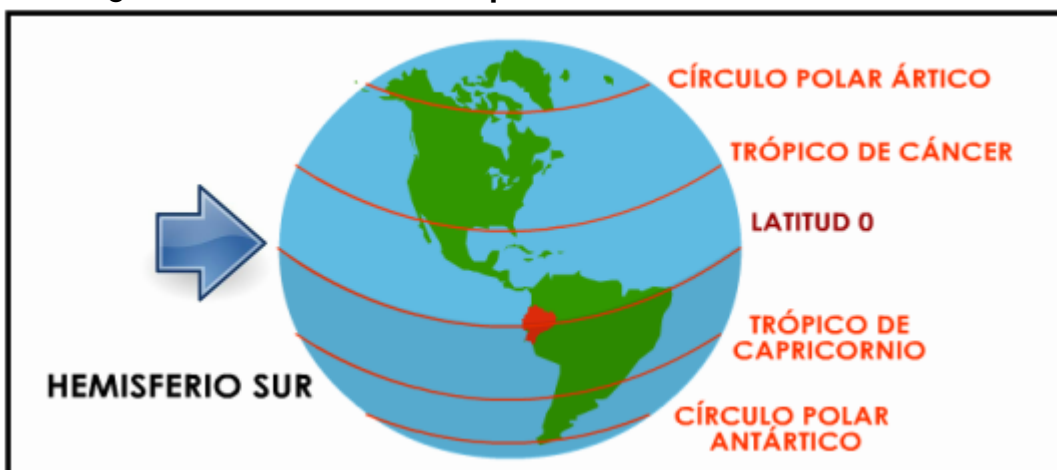 CÍRCULO POLAR ÁRTICO
TRÓPICO DE CÁNCER
LATITUD 0
TRÓPICO DE
CAPRICORNIO
HEMISFERIO SUR
CÍRCULO POLAR
ANTÁRTICO